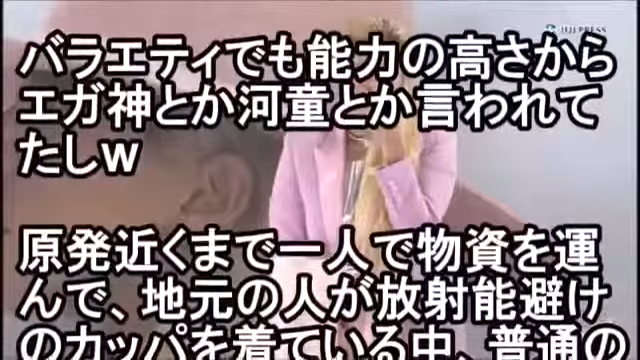 JIJI PRESS
バラエティでも能力の高さから
エガ神とか河童とか言われて
たしw
原発近くまで一人で物資を運
んで、地元の人が放射能避け
のカッパを着ている中、普通の